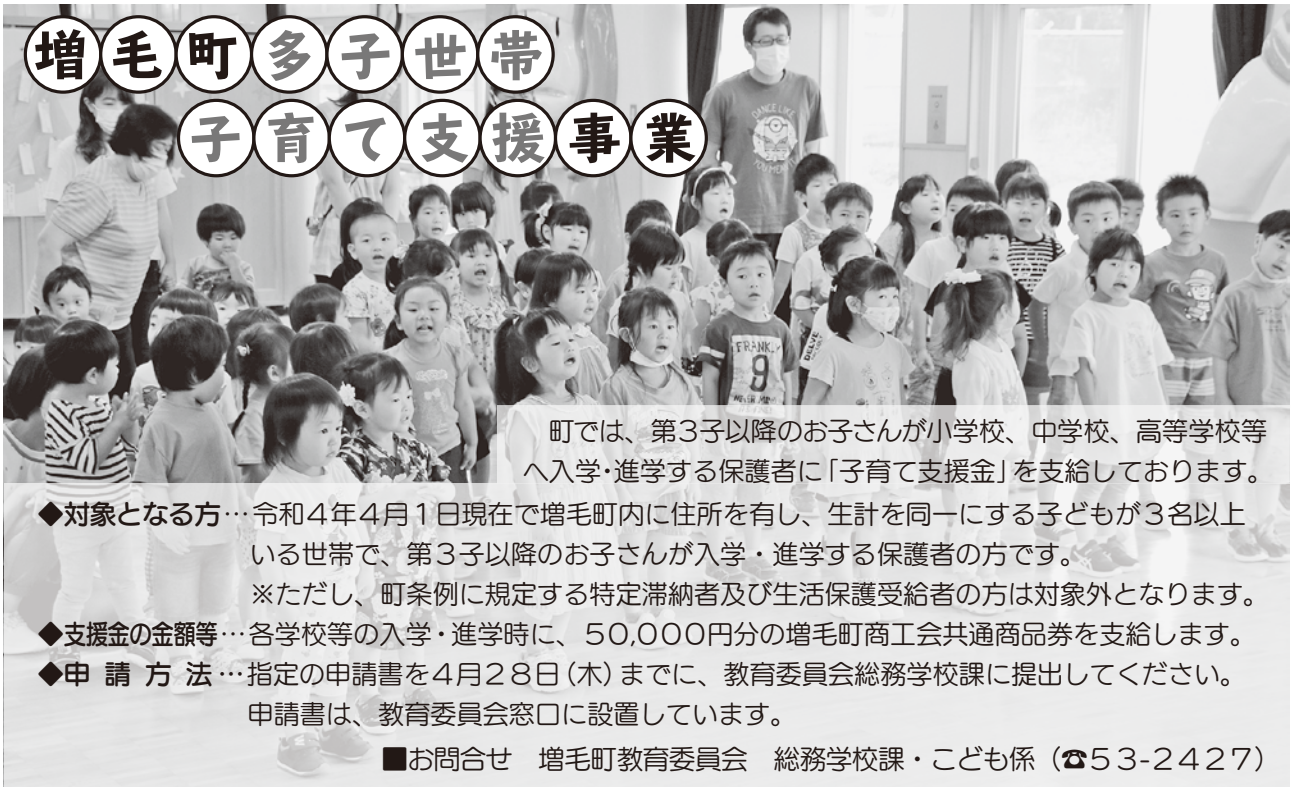 増毛町多子世帯
子育て支援事業
DANCE LIKE
FRANK
9
町では、第3子以降のお子さんが小学校、中学校、高等学校等
へ入学・進学する保護者に「子育て支援金」を支給しております。
◆対象となる方…令和４年４月１日現在で増毛町内に住所を有し、生計を同一にする子どもが３名以上
いる世帯で、第３子以降のお子さんが入学・進学する保護者の方です。
※ただし、町条例に規定する特定滞納者及び生活保護受給者の方は対象外となります。
◆支援金の金額等…各学校等の入学・進学時に、５０,０００円分の増毛町商工会共通商品券を支給します。
◆申 請 方 法…指定の申請書を４月２８日（木）までに、教育委員会総務学校課に提出してください。
申請書は、教育委員会窓口に設置しています。
■お問合せ　増毛町教育委員会　総務学校課・こども係（☎５３-２４２７）